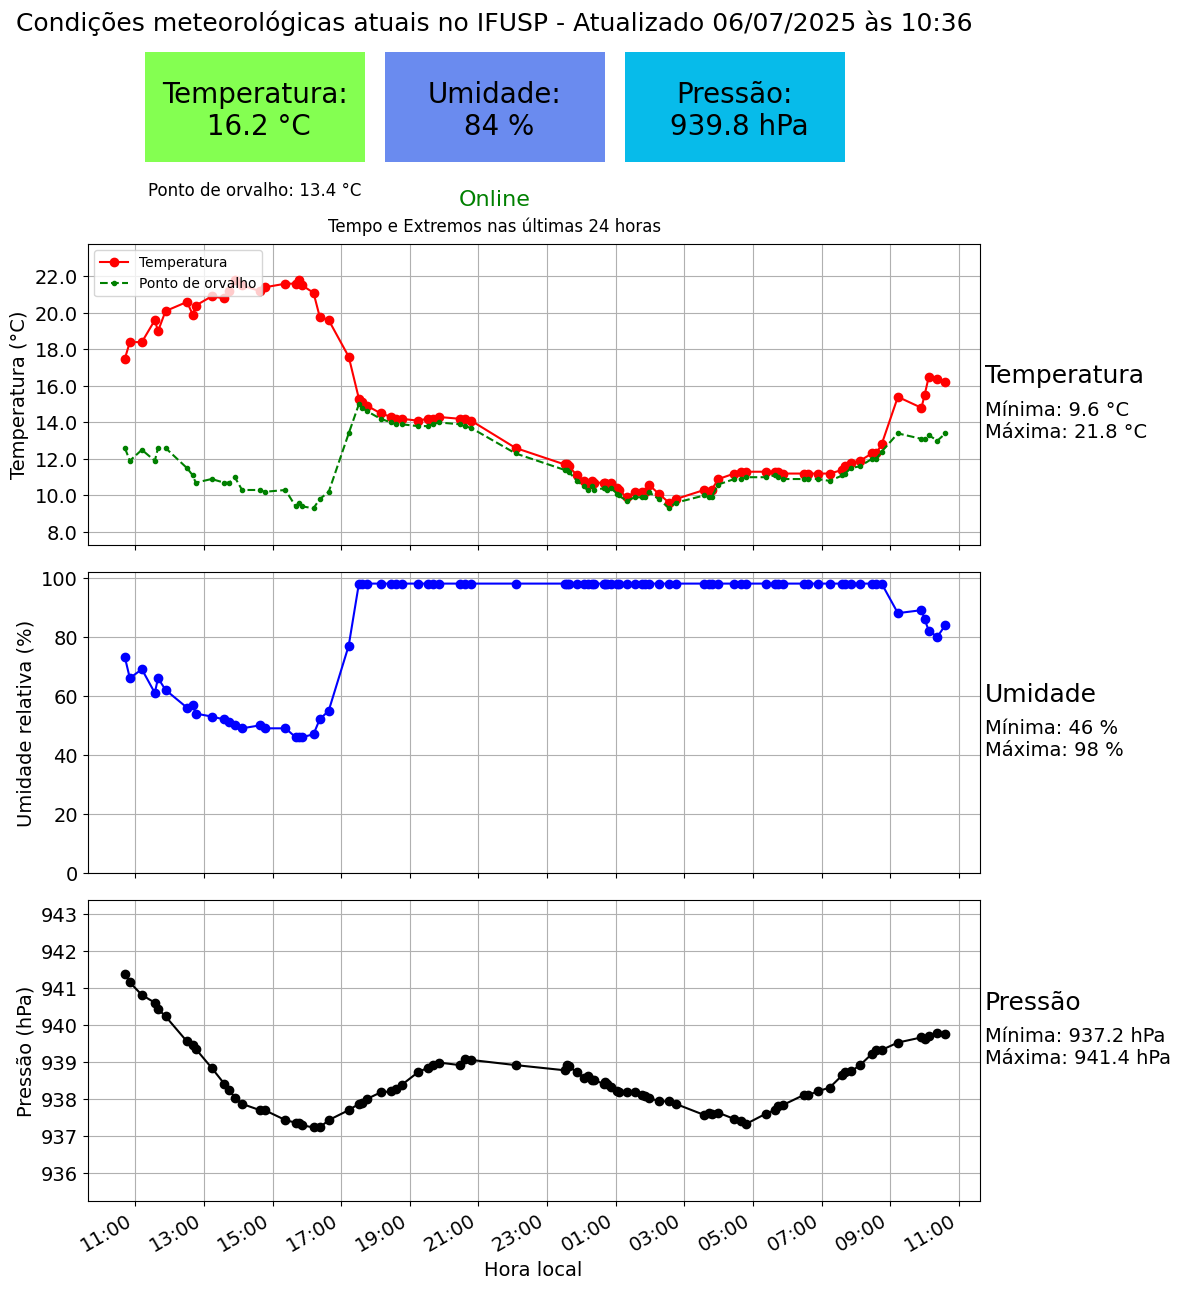 Condições meteorológicas atuais no IFUSP - Atualizado 06/07/2025 às 10:36
Temperatura:
16.2 °C
Umidade:
84 %
Pressão:
939.8 hPa
Ponto de orvalho: 13.4 °C
Online
Tempo e Extremos nas últimas 24 horas
Temperatura
Ponto de orvalho
Temperatura (°C)
22.0
20.0
18.0
16.0
14.0
12.0
10.0
8.0
Temperatura
Mínima: 9.6 °C
Máxima: 21.8 °C
Umidade relativa (%)
100
80
60
40
20
0
Umidade
Mínima: 46 %
Máxima: 98 %
Pressão (hPa)
943
942
941
940
939
938
937
936
Pressão
Mínima: 937.2 hPa
Máxima: 941.4 hPa
11:00 13:00 15:00 17:00 19:00 21:00 23:00 01:00 03:00 05:00 07:00 09:00 11:00
Hora local